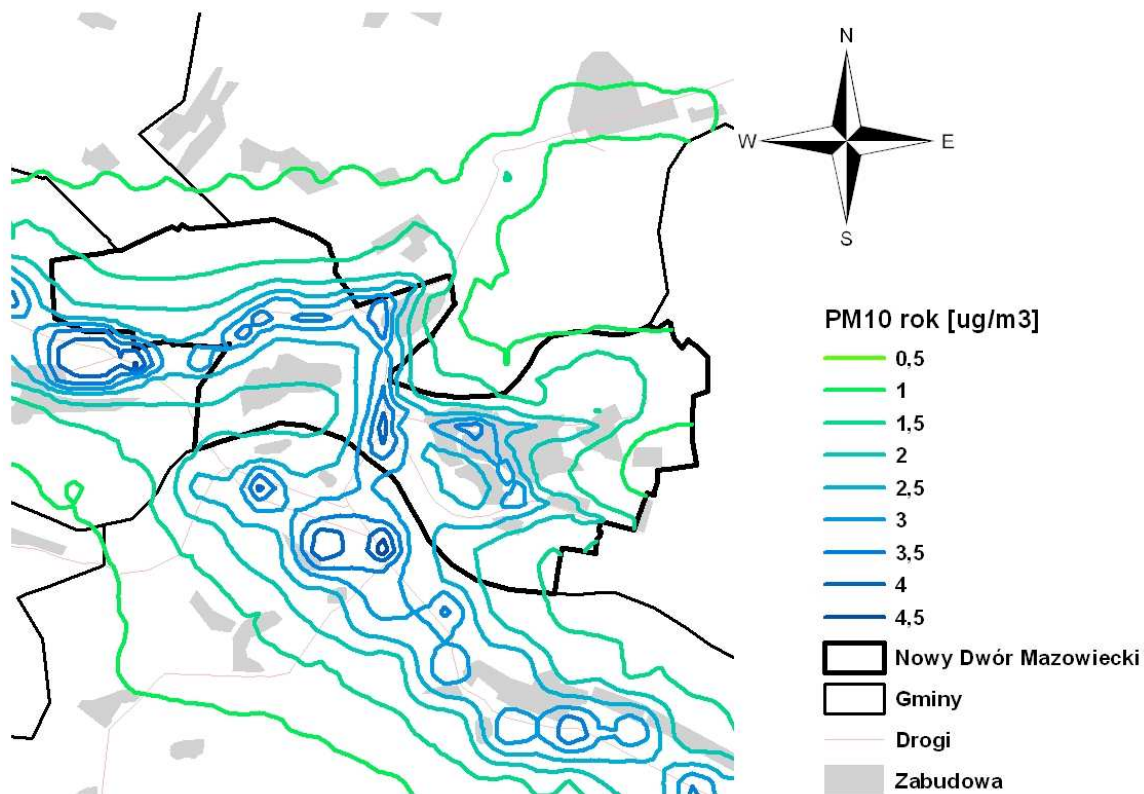 N
W E
S
PM10 rok [ug/m3]
0,5
1
1,5
2
2,5
3
3,5
4
4,5
Nowy Dwór Mazowiecki
Gminy
Drogi
Zabudowa